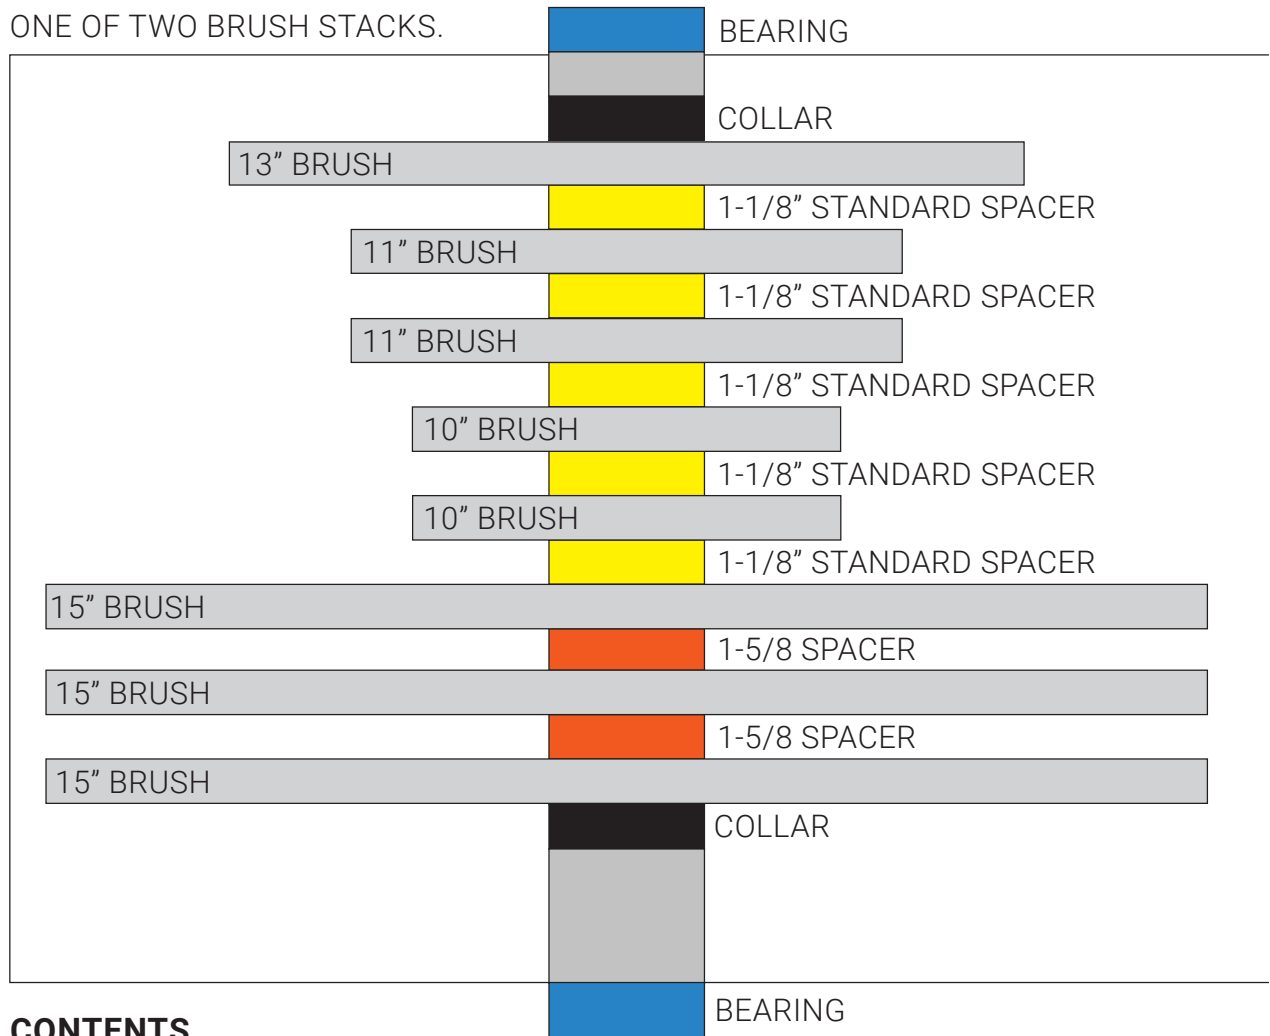 ONE OF TWO BRUSH STACKS.
BEARING
COLLAR
13” BRUSH
1-1/8” STANDARD SPACER
11” BRUSH
1-1/8” STANDARD SPACER
11” BRUSH
1-1/8” STANDARD SPACER
10” BRUSH
1-1/8” STANDARD SPACER
10” BRUSH
1-1/8” STANDARD SPACER
15” BRUSH
1-5/8 SPACER
15” BRUSH
1-5/8 SPACER
15” BRUSH
COLLAR
BEARING
CONTENTS